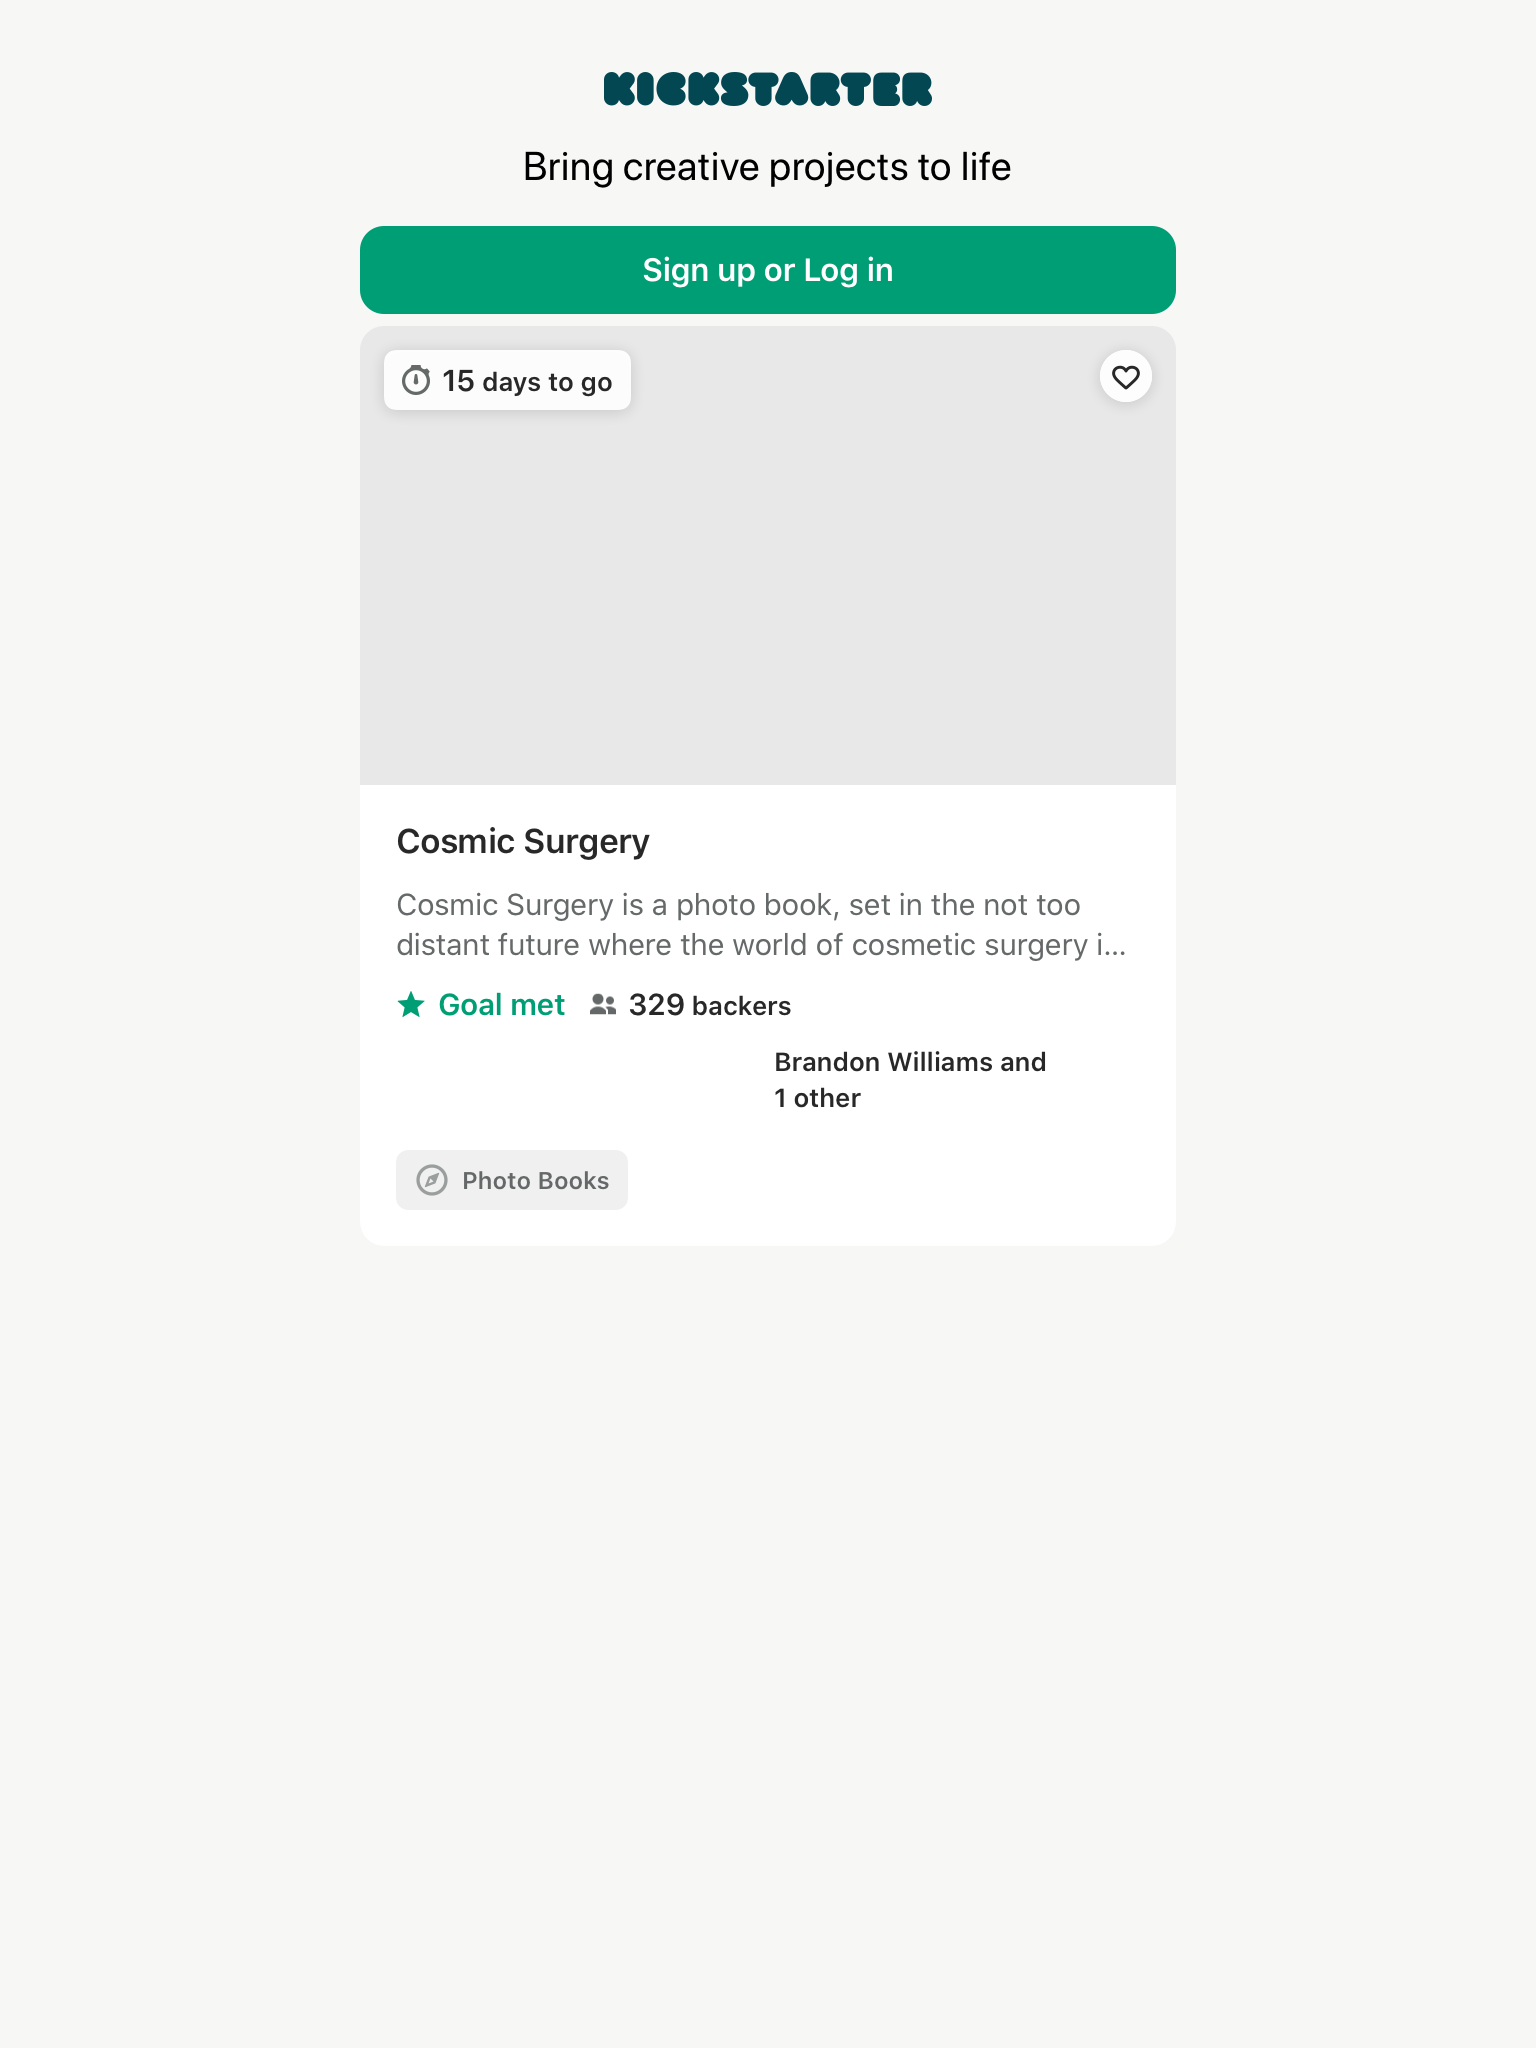 KICKSTARTER
Bring creative projects to life
Sign up or Log in
15 days to go
Cosmic Surgery
Cosmic Surgery is a photo book, set in the not too
distant future where the world of cosmetic surgery i...
Goal met 329 backers
Brandon Williams and
1 other
Photo Books